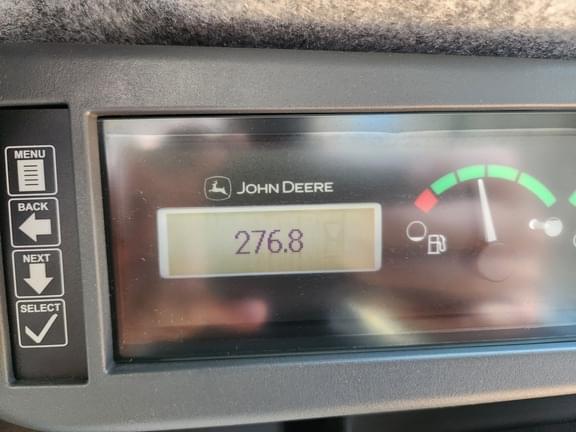 MENU
BACK
NEXT
SELECT
JOHN DEERE
276.8